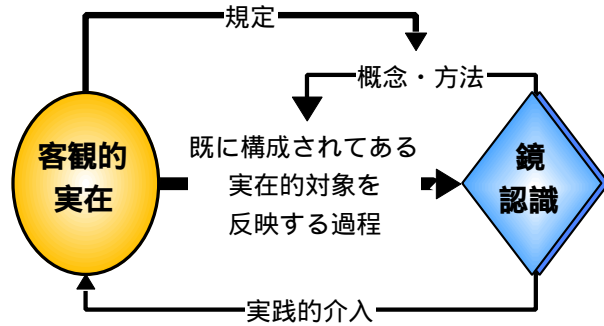 規定
概念・方法
客観的
実在
既に構成されてある
実在的対象を
反映する過程
鏡
認識
実践的介入